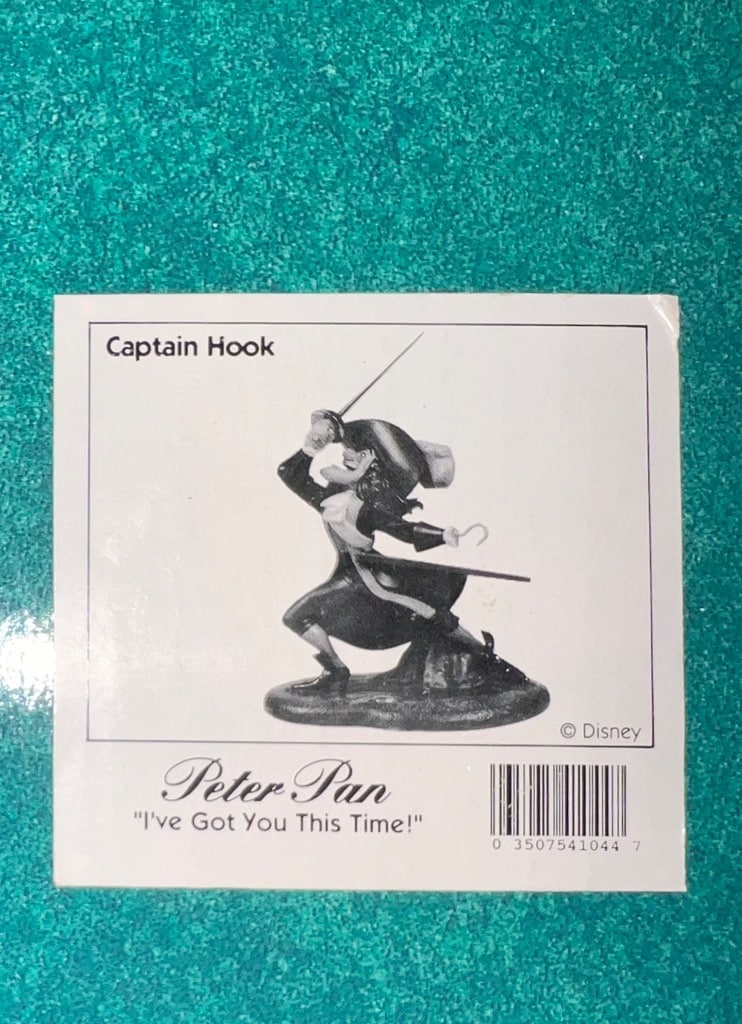 Captain Hook
© Disney
Peter Pan
"I've Got You This Time!"
0 3507541044 7